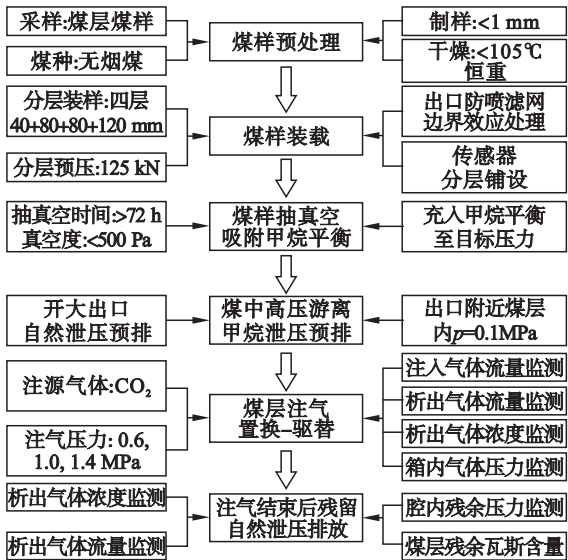 采样:煤层煤样
煤种:无烟煤
煤样预处理
制样:<1 mm
干燥:<105℃
恒重
分层装样:四层
40+80+80+120 mm
分层预压:125 kN
煤样装载
出口防喷滤网
边界效应处理
传感器
分层铺设
抽真空时间:>72 h
真空度:<500 Pa
煤样抽真空
吸附甲烷平衡
充入甲烷平衡
至目标压力
开大出口
自然泄压预排
煤中高压游离
甲烷泄压预排
出口附近煤层
内p=0.1MPa
注源气体:CO₂
注气压力: 0.6,
1.0, 1.4 MPa
煤层注气
置换-驱替
注入气体流量监测
析出气体流量监测
析出气体浓度监测
箱内气体压力监测
析出气体浓度监测
析出气体流量监测
注气结束后残留
自然泄压排放
腔内残余压力监测
煤层残余瓦斯含量